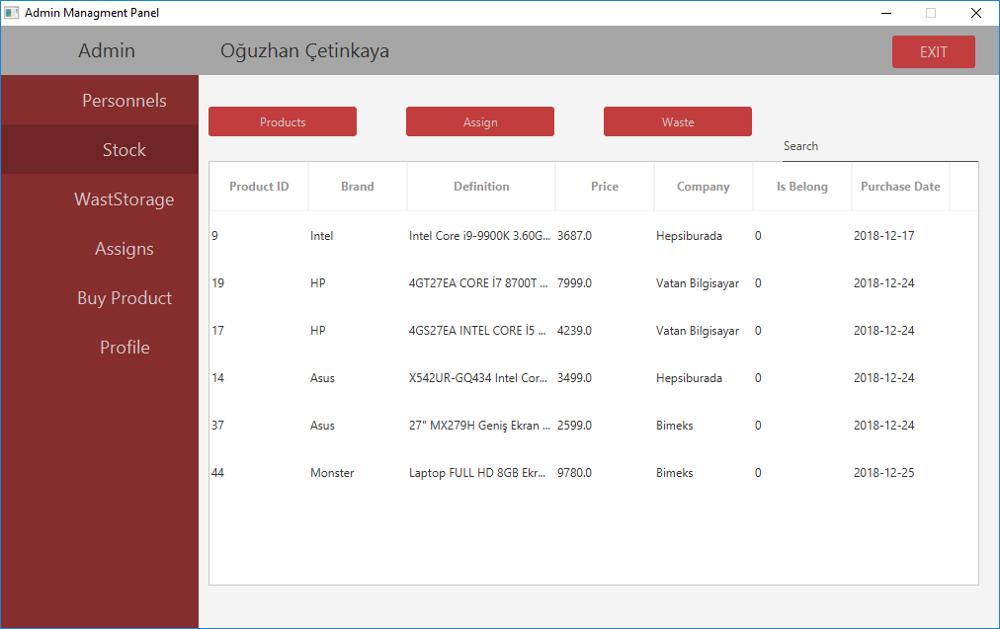 Admin Managment Panel
Admin Oğuzhan Çetinkaya EXIT
Personnels
Stock
WastStorage
Assigns
Buy Product
Profile
Products Assign Waste
Search
Product ID Brand Definition Price Company Is Belong Purchase Date
9 Intel Intel Core i9-9900K 3.60G... 3687.0 Hepsiburada 0 2018-12-17
19 HP 4GT27EA CORE İ7 8700T ... 7999.0 Vatan Bilgisayar 0 2018-12-24
17 HP 4GS27EA INTEL CORE İ5 ... 4239.0 Vatan Bilgisayar 0 2018-12-24
14 Asus X542UR-GQ434 Intel Cor... 3499.0 Hepsiburada 0 2018-12-24
37 Asus 27" MX279H Geniş Ekran ... 2599.0 Bimeks 0 2018-12-24
44 Monster Laptop FULL HD 8GB Ekr... 9780.0 Bimeks 0 2018-12-25